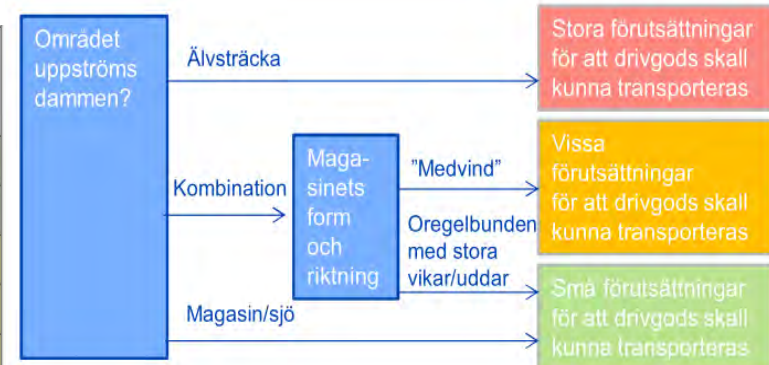 Området
uppströms
dammen?
Älvsträcka
Stora förutsättningar
för att drivgods skall
kunna transporteras
Kombination
Maga-
sinets
form
och
riktning
"Medvind"
Vissa
förutsättningar
för att drivgods skall
kunna transporteras
Oregelbunden
med stora
vikar/uddar
Magasin/sjö
Små förutsättningar
för att drivgods skall
kunna transporteras